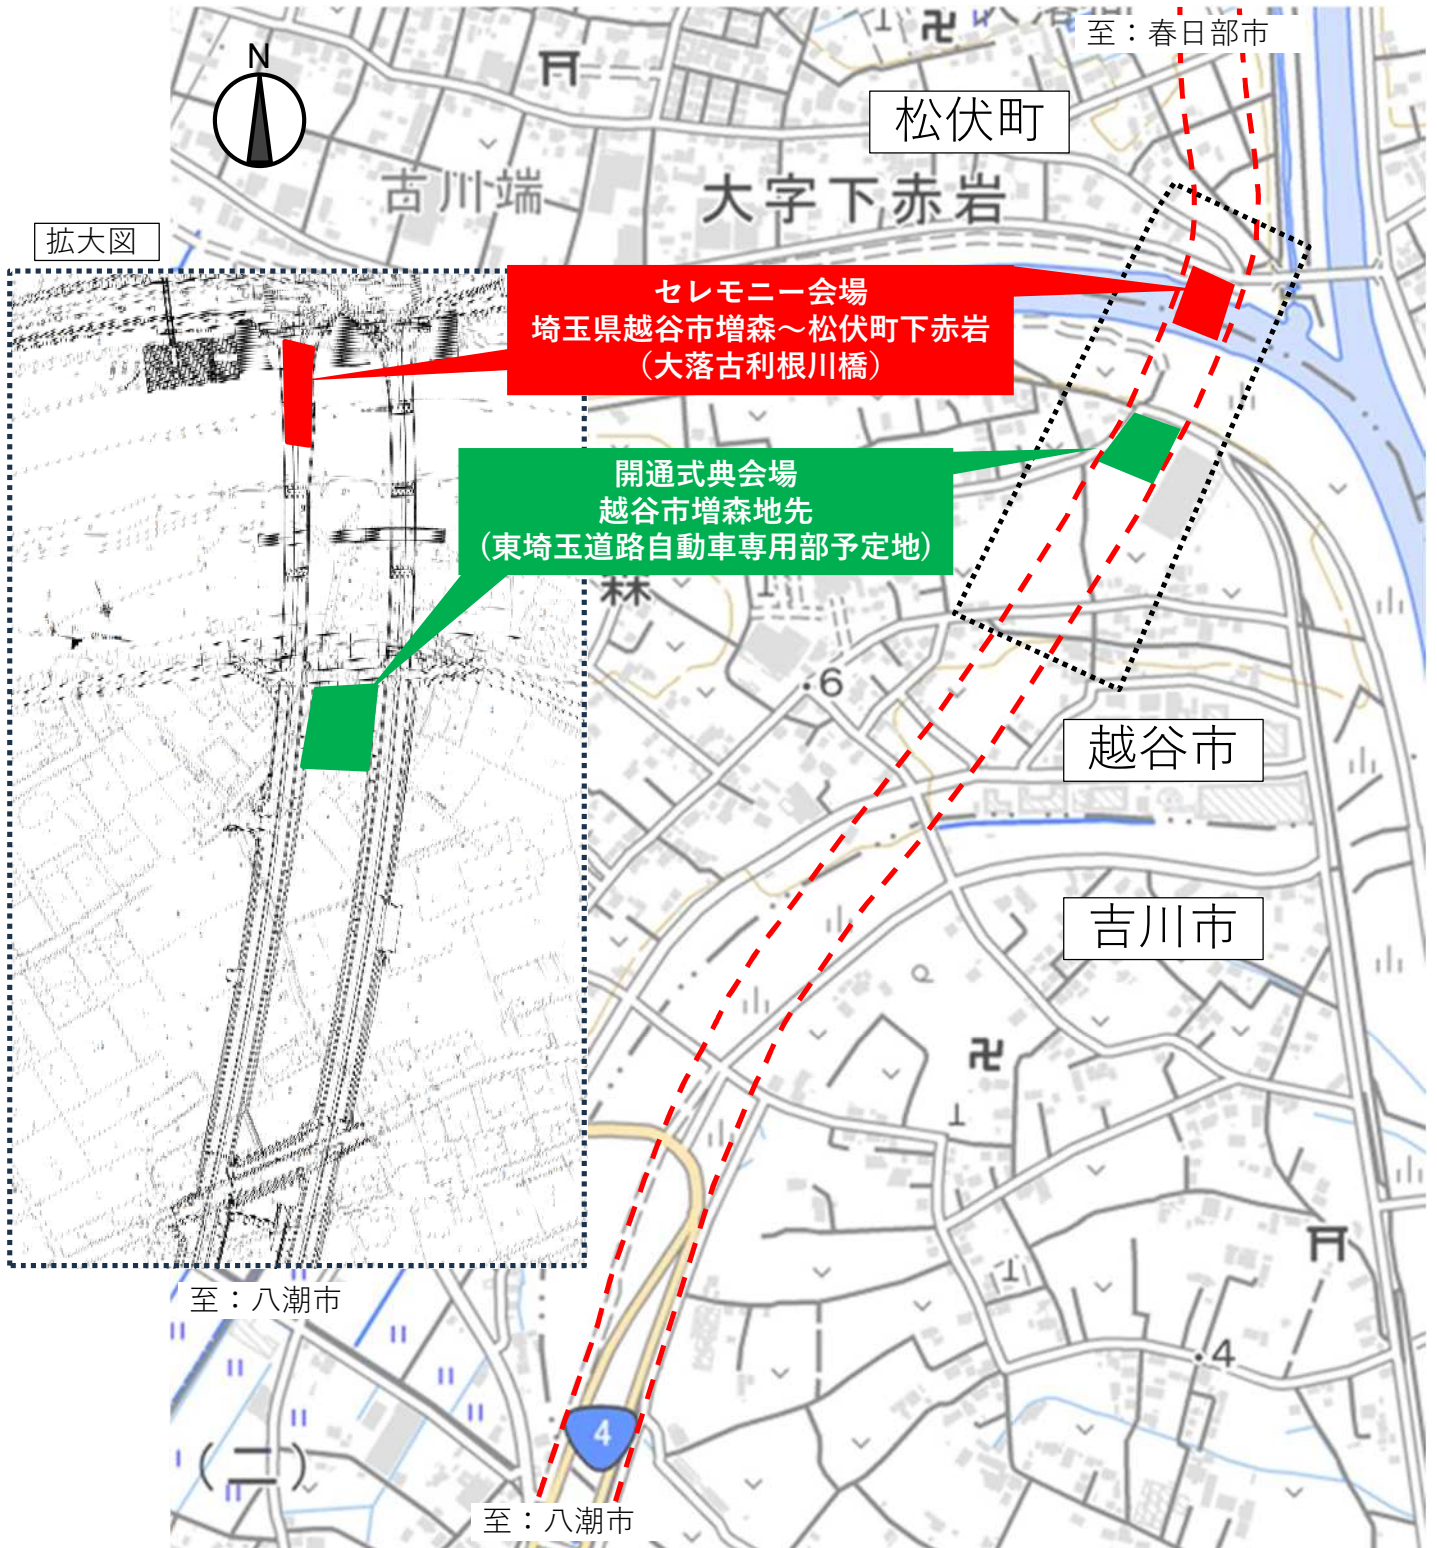 至：春日部市
N
松伏町
古川端
大字下赤岩
拡大図
セレモニー会場
埼玉県越谷市増森～松伏町下赤岩
（大落古利根川橋）
開通式典会場
越谷市増森地先
（東埼玉道路自動車専用部予定地）
森
・6
越谷市
吉川市
至：八潮市
・4
4
（二）
至：八潮市